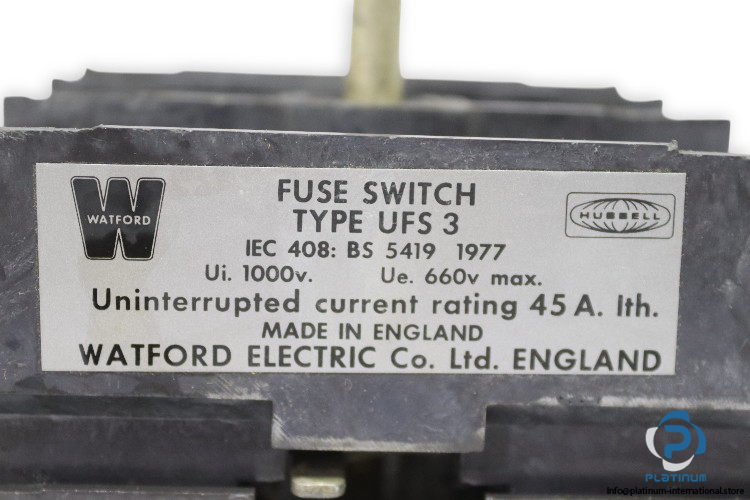 WATFORD
FUSE SWITCH
TYPE UFS 3
HUBBELL
IEC 408: BS 5419 1977
Ui. 1000v. Ue. 660v max.
Uninterrupted current rating 45 A. Ith.
MADE IN ENGLAND
WATFORD ELECTRIC Co. Ltd. ENGLAND
PLATINUM
info@platinum-international.store